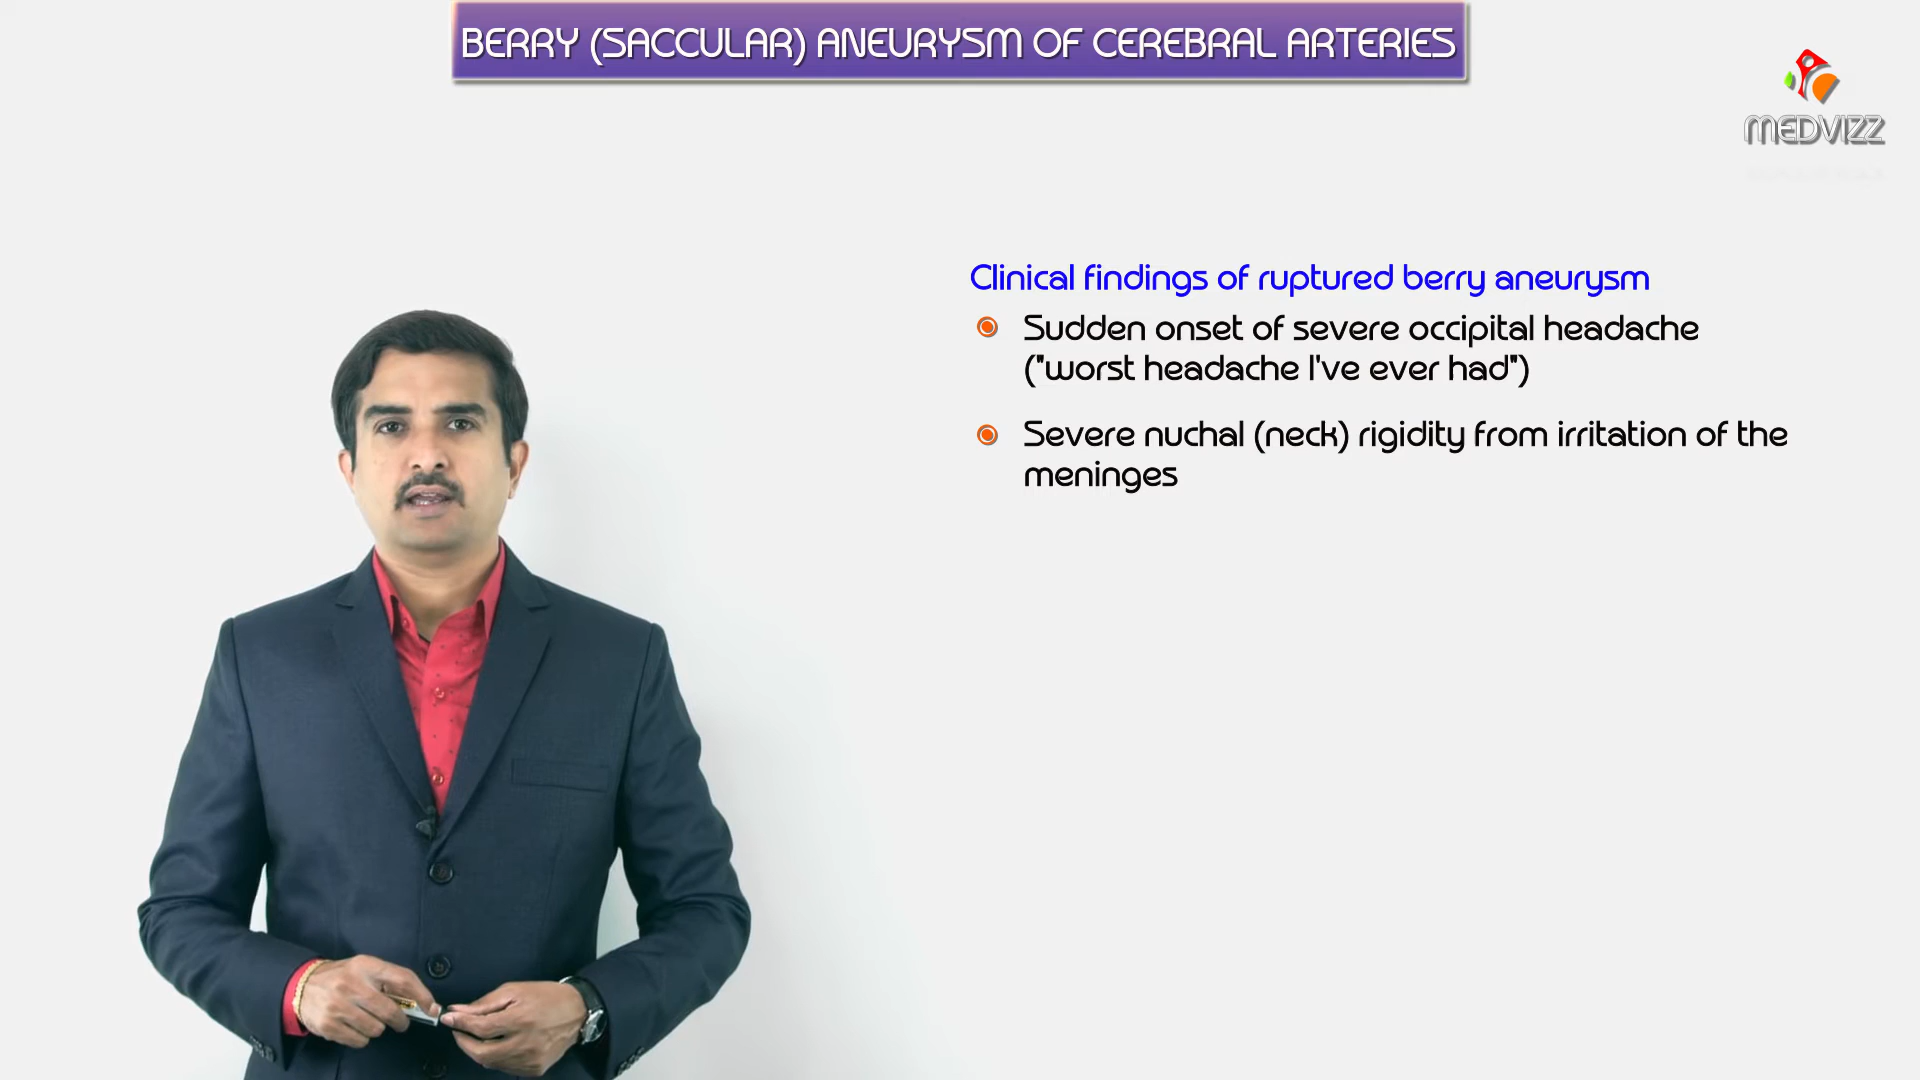 BERRY (SACCULAR) ANEURYSM OF CEREBRAL ARTERIES
MEDVIZZ
Clinical findings of ruptured berry aneurysm
Sudden onset of severe occipital headache
("worst headache I've ever had")
Severe nuchal (neck) rigidity from irritation of the
meninges